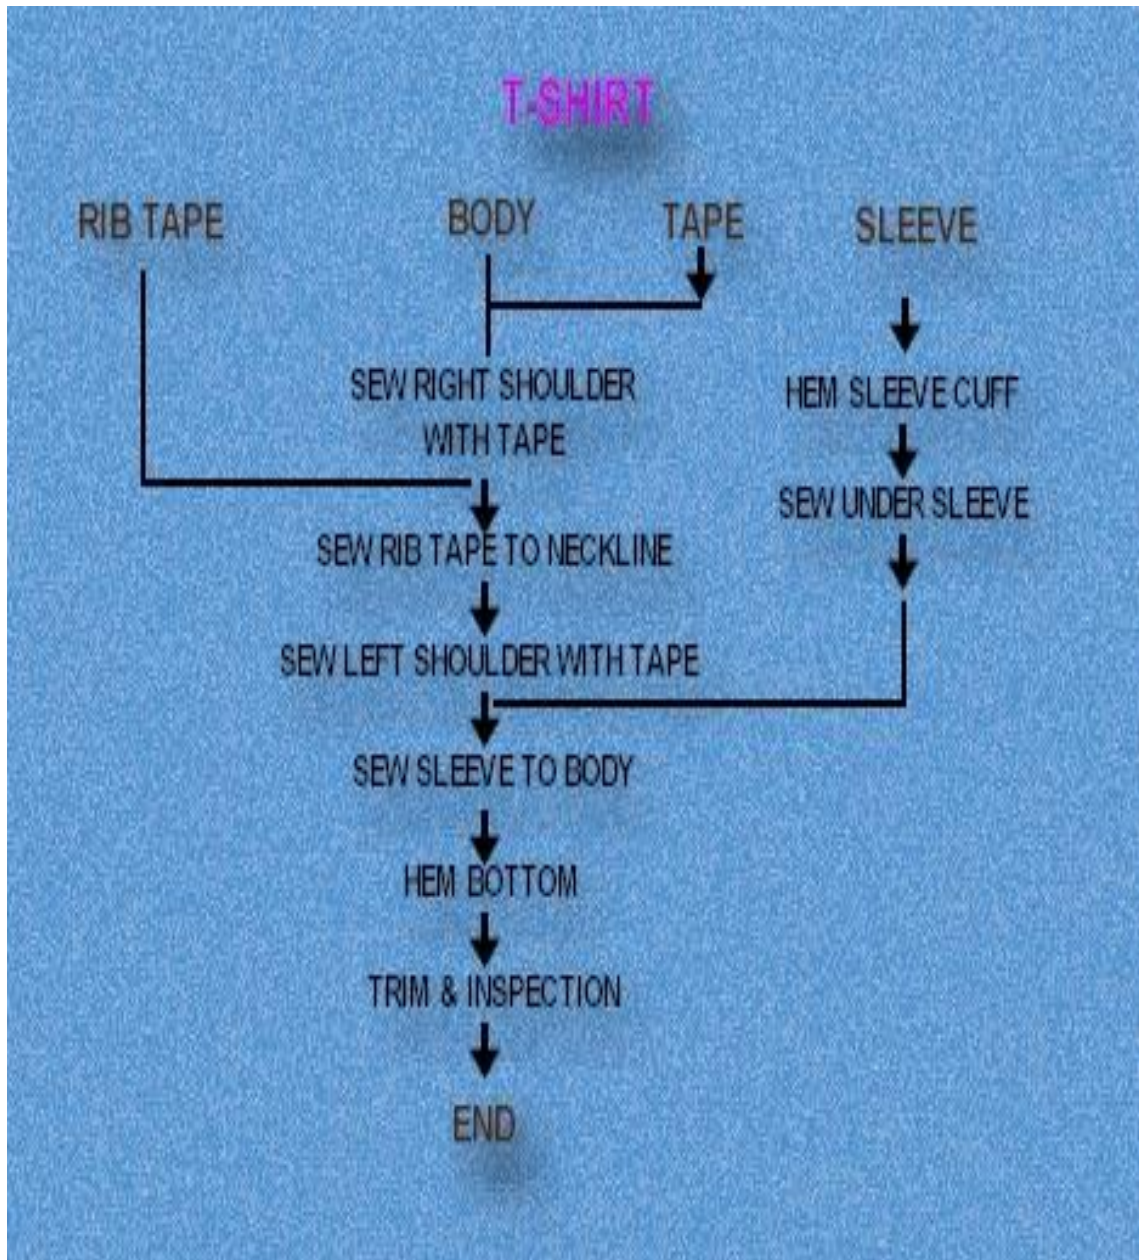 T-SHIRT
RIB TAPE
BODY
TAPE
SLEEVE
SEW RIGHT SHOULDER
WITH TAPE
HEM SLEEVE CUFF
SEW UNDER SLEEVE
SEW RIB TAPE TO NECKLINE
SEW LEFT SHOULDER WITH TAPE
SEW SLEEVE TO BODY
HEM BOTTOM
TRIM & INSPECTION
END